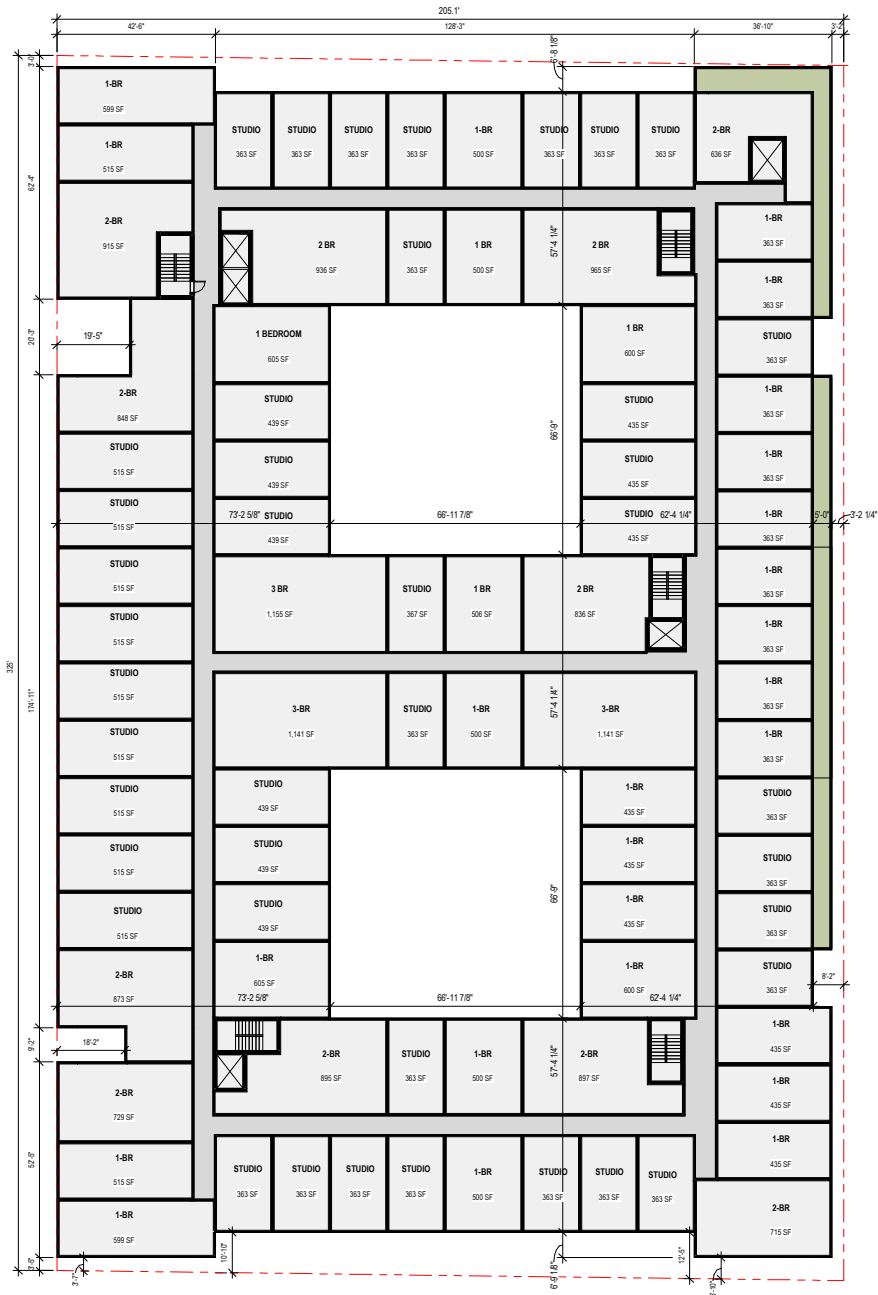 205.1'
42'-6"
128'-3"
36'-10"
3'-2"
3'-0"
6'-8 1/8"
1-BR
599 SF
STUDIO
363 SF
STUDIO
363 SF
STUDIO
363 SF
STUDIO
363 SF
1-BR
500 SF
STUDIO
363 SF
STUDIO
363 SF
STUDIO
363 SF
2-BR
636 SF
1-BR
515 SF
62'-4"
2-BR
915 SF
2 BR
936 SF
STUDIO
363 SF
1 BR
500 SF
2 BR
965 SF
57'-4 1/4"
1-BR
363 SF
1-BR
363 SF
20'-3"
19'-5"
1 BEDROOM
605 SF
1 BR
600 SF
STUDIO
363 SF
2-BR
848 SF
STUDIO
439 SF
STUDIO
435 SF
1-BR
363 SF
66'-9"
STUDIO
515 SF
STUDIO
439 SF
STUDIO
435 SF
1-BR
363 SF
STUDIO
515 SF
STUDIO
439 SF
STUDIO
435 SF
1-BR
363 SF
73'-2 5/8"
66'-11 7/8"
62'-4 1/4"
5'-0"
3'-2 1/4"
STUDIO
515 SF
3 BR
1,155 SF
STUDIO
367 SF
1 BR
506 SF
2 BR
836 SF
1-BR
363 SF
STUDIO
515 SF
1-BR
363 SF
325'
174'-11"
STUDIO
515 SF
3-BR
1,141 SF
STUDIO
363 SF
1-BR
500 SF
3-BR
1,141 SF
57'-4 1/4"
1-BR
363 SF
STUDIO
515 SF
1-BR
363 SF
STUDIO
515 SF
STUDIO
439 SF
1-BR
435 SF
STUDIO
363 SF
STUDIO
515 SF
STUDIO
439 SF
1-BR
435 SF
STUDIO
363 SF
66'-9"
STUDIO
515 SF
STUDIO
439 SF
1-BR
435 SF
STUDIO
363 SF
2-BR
873 SF
1-BR
605 SF
1-BR
600 SF
STUDIO
363 SF
8'-2"
73'-2 5/8"
66'-11 7/8"
62'-4 1/4"
9'-2"
18'-2"
2-BR
895 SF
STUDIO
363 SF
1-BR
500 SF
2-BR
897 SF
57'-4 1/4"
1-BR
435 SF
2-BR
729 SF
1-BR
435 SF
1-BR
515 SF
STUDIO
363 SF
STUDIO
363 SF
STUDIO
363 SF
STUDIO
363 SF
1-BR
500 SF
STUDIO
363 SF
STUDIO
363 SF
STUDIO
363 SF
1-BR
435 SF
1-BR
599 SF
2-BR
715 SF
3'-7"
10'-10"
6'-9 1/8"
12'-5"